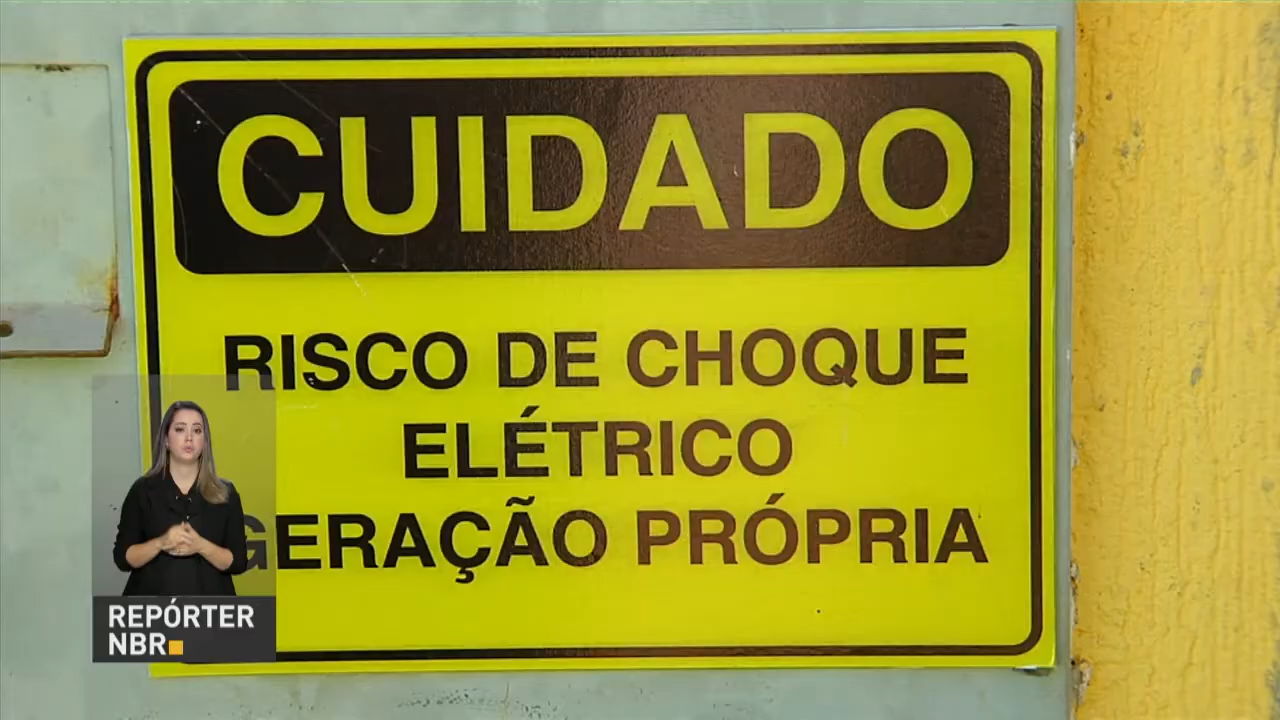 CUIDADO
RISCO DE CHOQUE
ELÉTRICO
GERAÇÃO PRÓPRIA
REPÓRTER
NBR